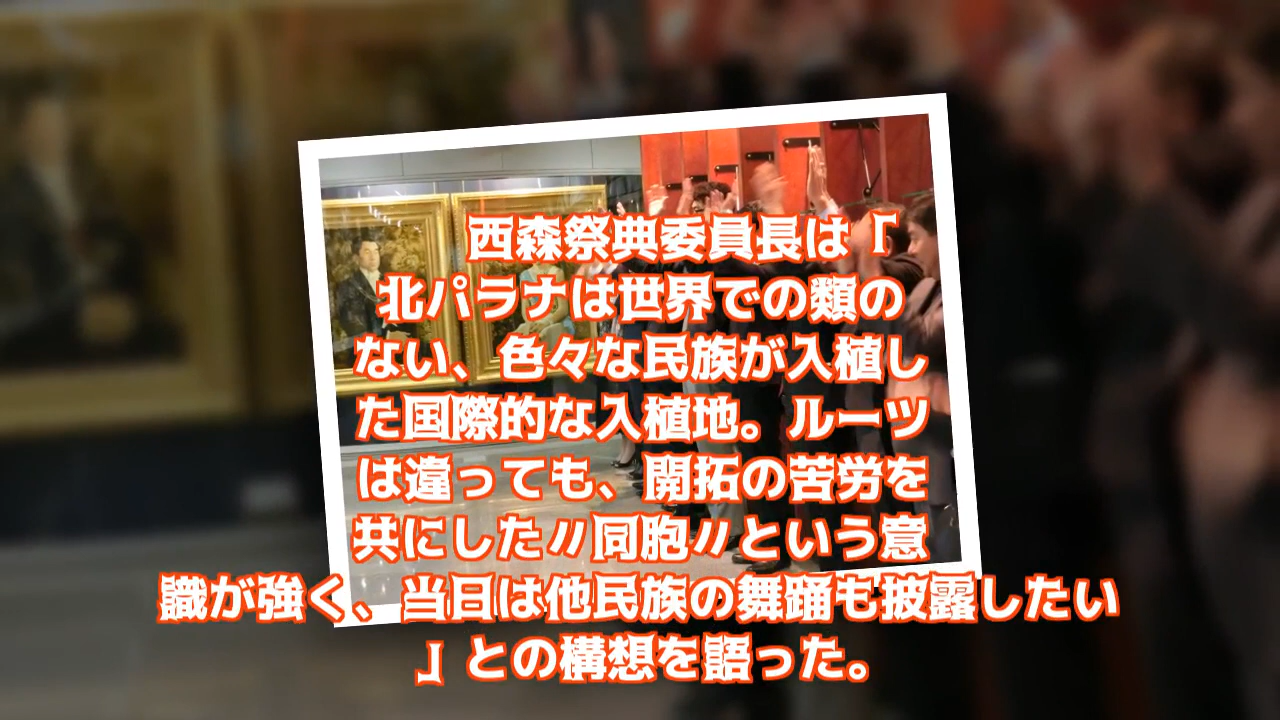 西森祭典委員長は「
北パラナは世界での類の
ない、色々な民族が入植し
た国際的な入植地。ルーツ
は違っても、開拓の苦労を
共にした〃同胞〃という意
識が強く、当日は他民族の舞踊も披露したい
」との構想を語った。